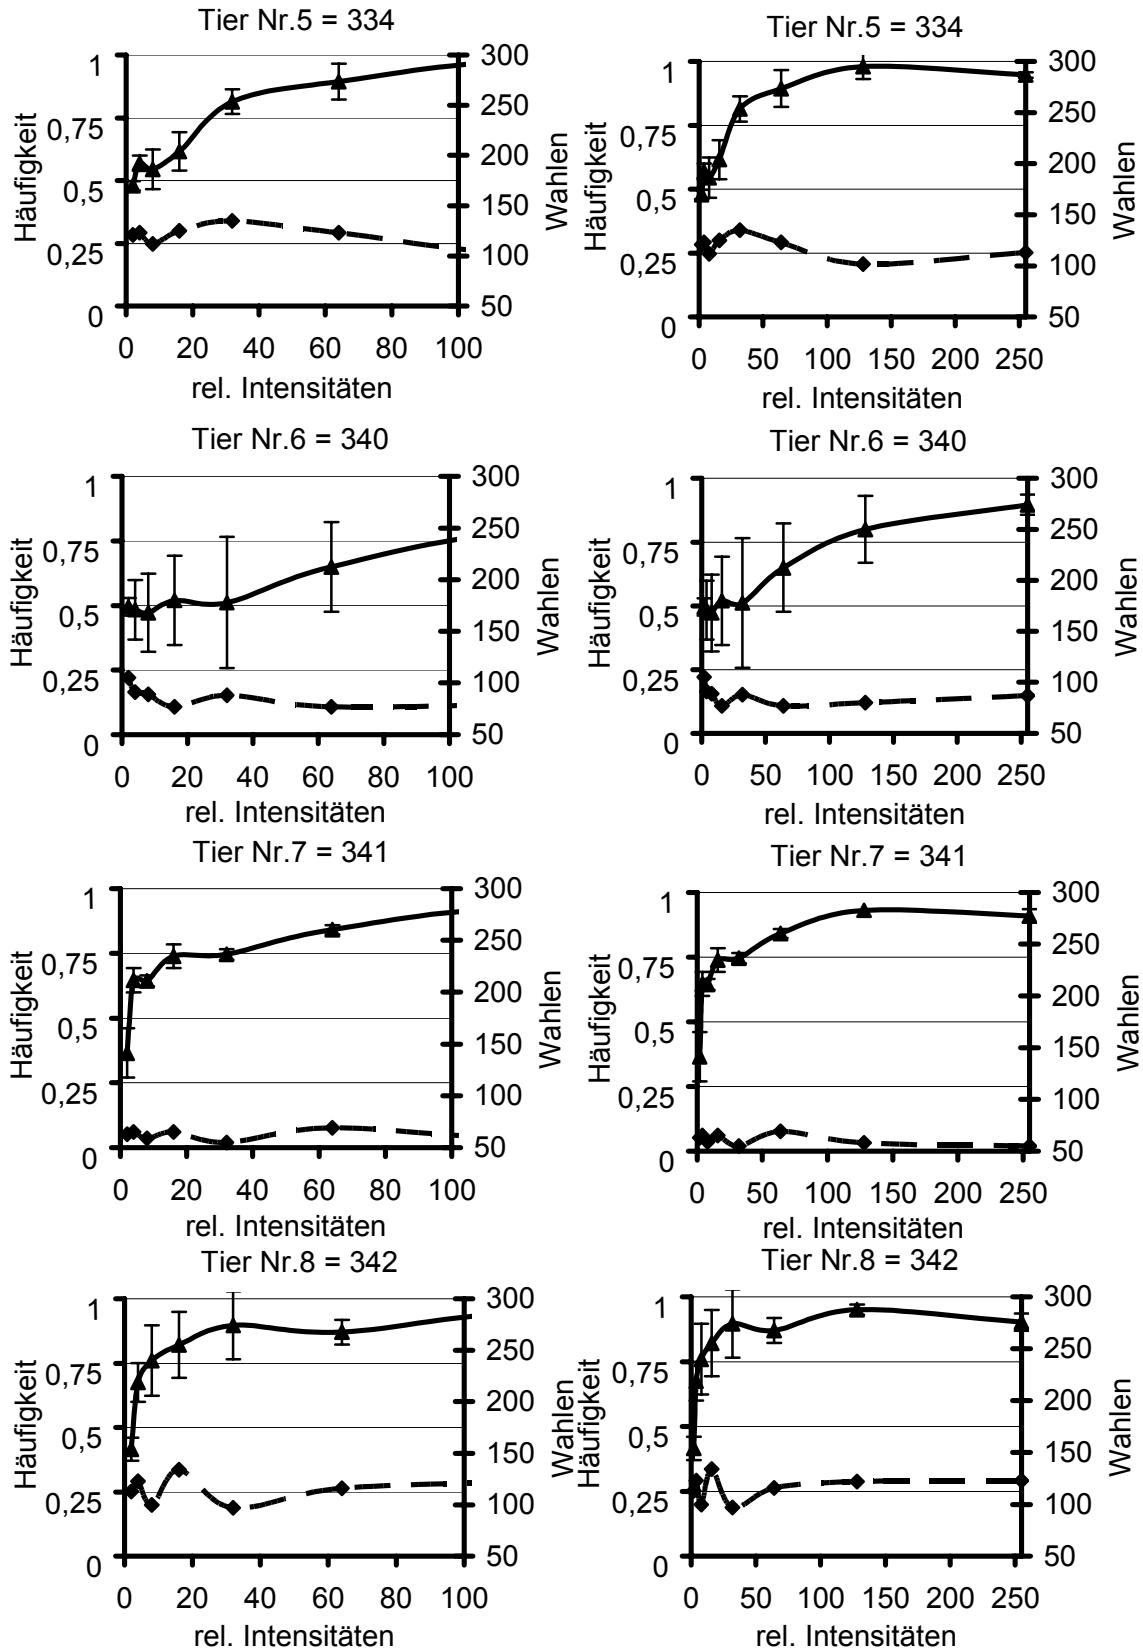 Tier Nr.5 = 334
1
0,75
0,5
0,25
0
Häufigkeit
300
250
200
150
100
50
Wahlen
0 20 40 60 80 100
rel. Intensitäten
Tier Nr.5 = 334
1
0,75
0,5
0,25
0
Häufigkeit
300
250
200
150
100
50
Wahlen
0 50 100 150 200 250
rel. Intensitäten
Tier Nr.6 = 340
1
0,75
0,5
0,25
0
Häufigkeit
300
250
200
150
100
50
Wahlen
0 20 40 60 80 100
rel. Intensitäten
Tier Nr.6 = 340
1
0,75
0,5
0,25
0
Häufigkeit
300
250
200
150
100
50
Wahlen
0 50 100 150 200 250
rel. Intensitäten
Tier Nr.7 = 341
1
0,75
0,5
0,25
0
Häufigkeit
300
250
200
150
100
50
Wahlen
0 20 40 60 80 100
rel. Intensitäten
Tier Nr.7 = 341
1
0,75
0,5
0,25
0
Häufigkeit
300
250
200
150
100
50
Wahlen
0 50 100 150 200 250
rel. Intensitäten
Tier Nr.8 = 342
1
0,75
0,5
0,25
0
Häufigkeit
300
250
200
150
100
50
Wahlen
0 20 40 60 80 100
rel. Intensitäten
Tier Nr.8 = 342
1
0,75
0,5
0,25
0
Häufigkeit
300
250
200
150
100
50
Wahlen
0 50 100 150 200 250
rel. Intensitäten